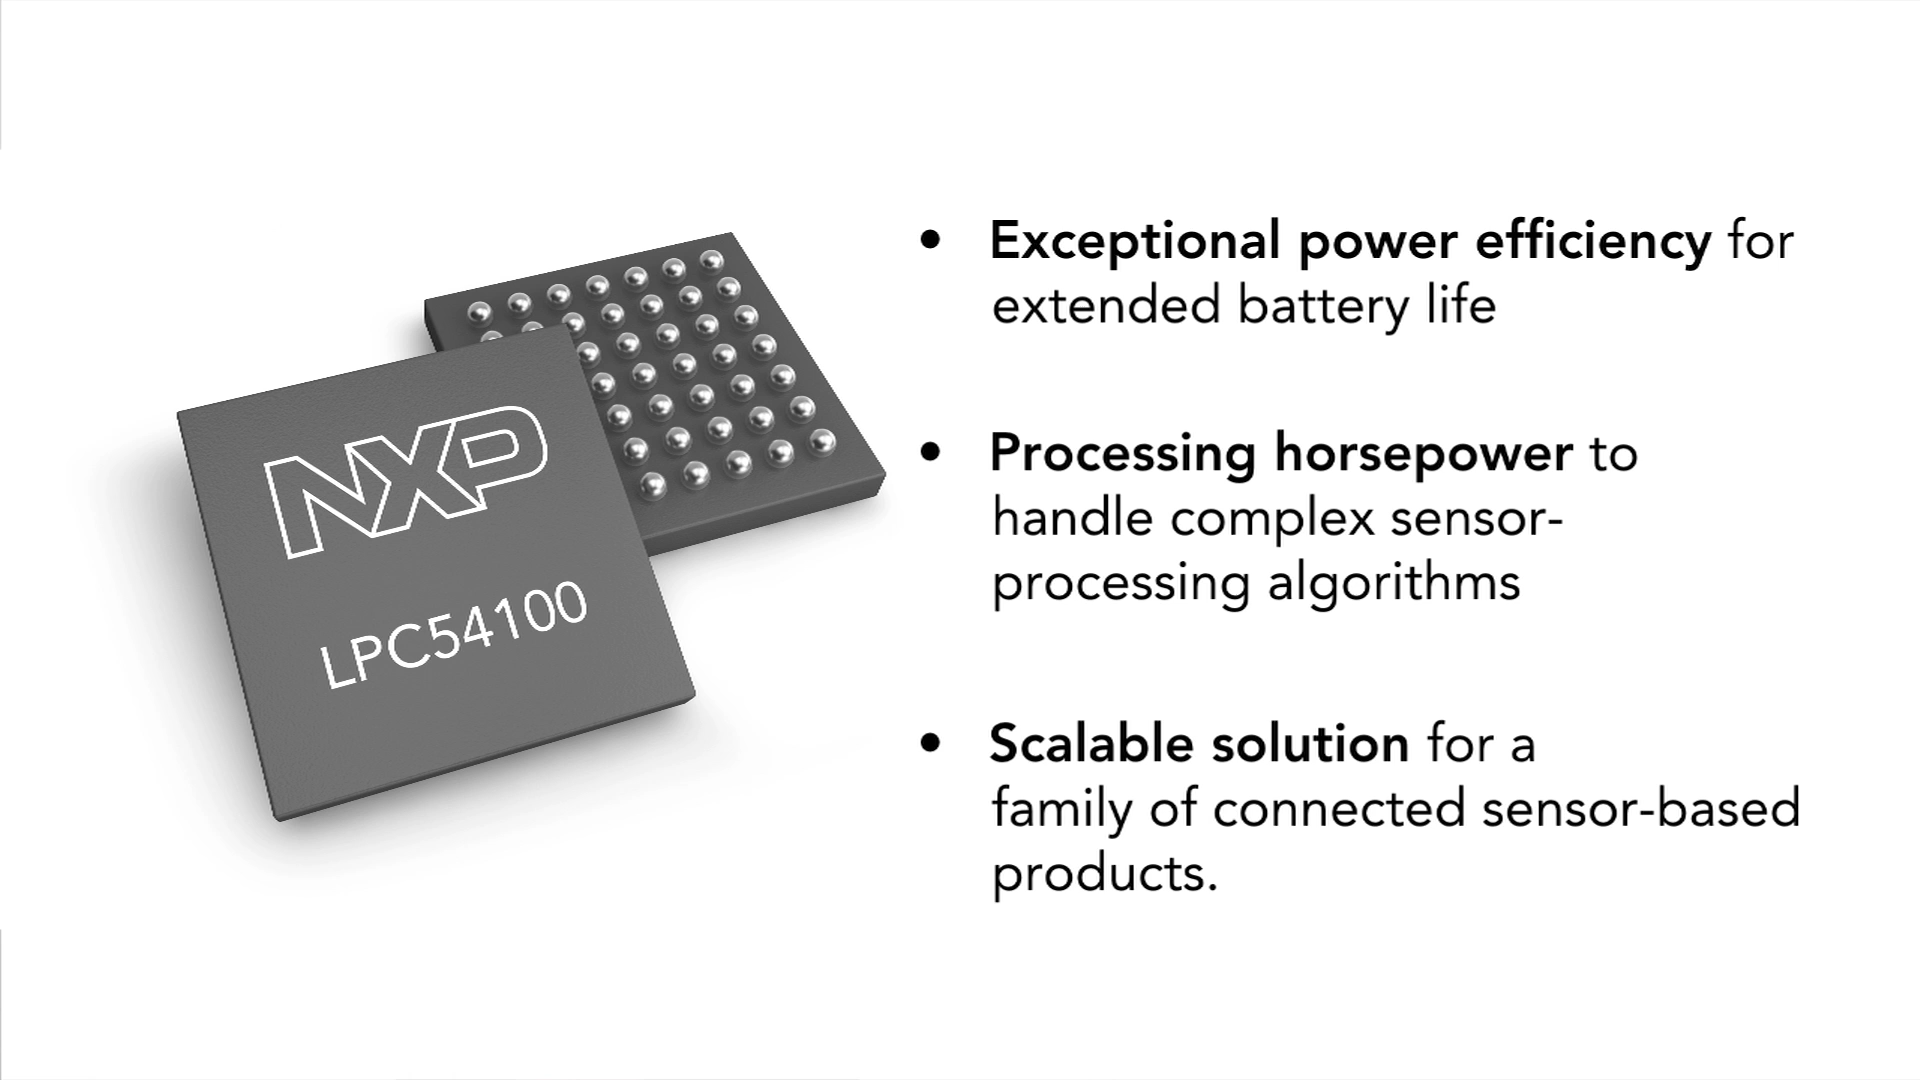 NXP
LPC54100
• Exceptional power efficiency for
extended battery life
• Processing horsepower to
handle complex sensor-
processing algorithms
• Scalable solution for a
family of connected sensor-based
products.